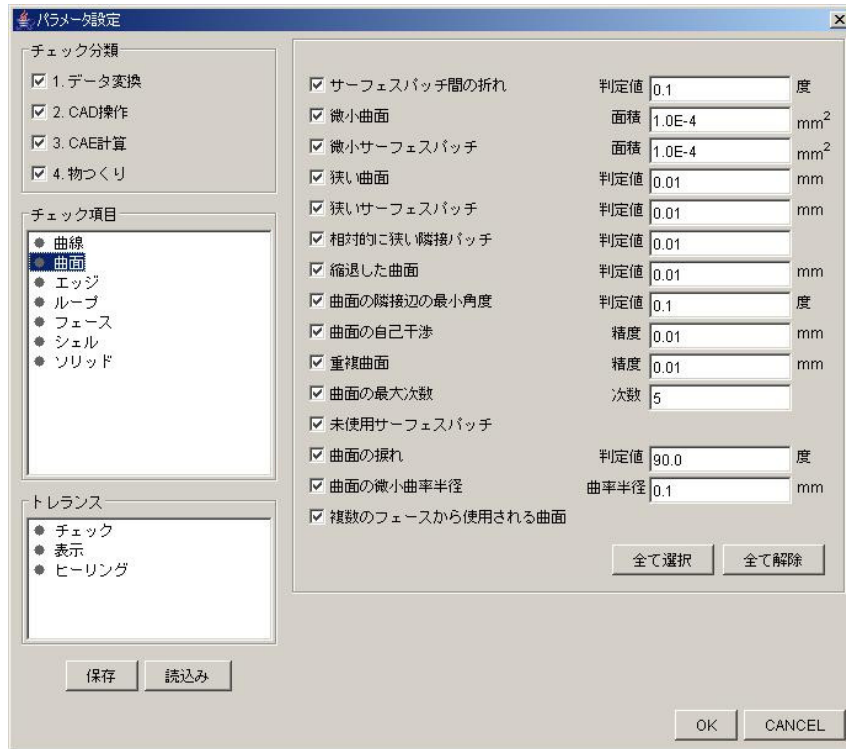 パラメータ設定
チェック分類
1. データ変換
2. CAD操作
3. CAE計算
4. 物つくり
チェック項目
曲線
曲面
エッジ
ループ
フェース
シェル
ソリッド
トレランス
チェック
表示
ヒーリング
保存 読込み
サーフェスパッチ間の折れ 判定値 0.1 度
微小曲面 面積 1.0E-4 mm²
微小サーフェスパッチ 面積 1.0E-4 mm²
狭い曲面 判定値 0.01 mm
狭いサーフェスパッチ 判定値 0.01 mm
相対的に狭い隣接パッチ 判定値 0.01
縮退した曲面 判定値 0.01 mm
曲面の隣接辺の最小角度 判定値 0.1 度
曲面の自己干渉 精度 0.01 mm
重複曲面 精度 0.01 mm
曲面の最大次数 次数 5
未使用サーフェスパッチ
曲面の捩れ 判定値 90.0 度
曲面の微小曲率半径 曲率半径 0.1 mm
複数のフェースから使用される曲面
全て選択 全て解除
OK CANCEL